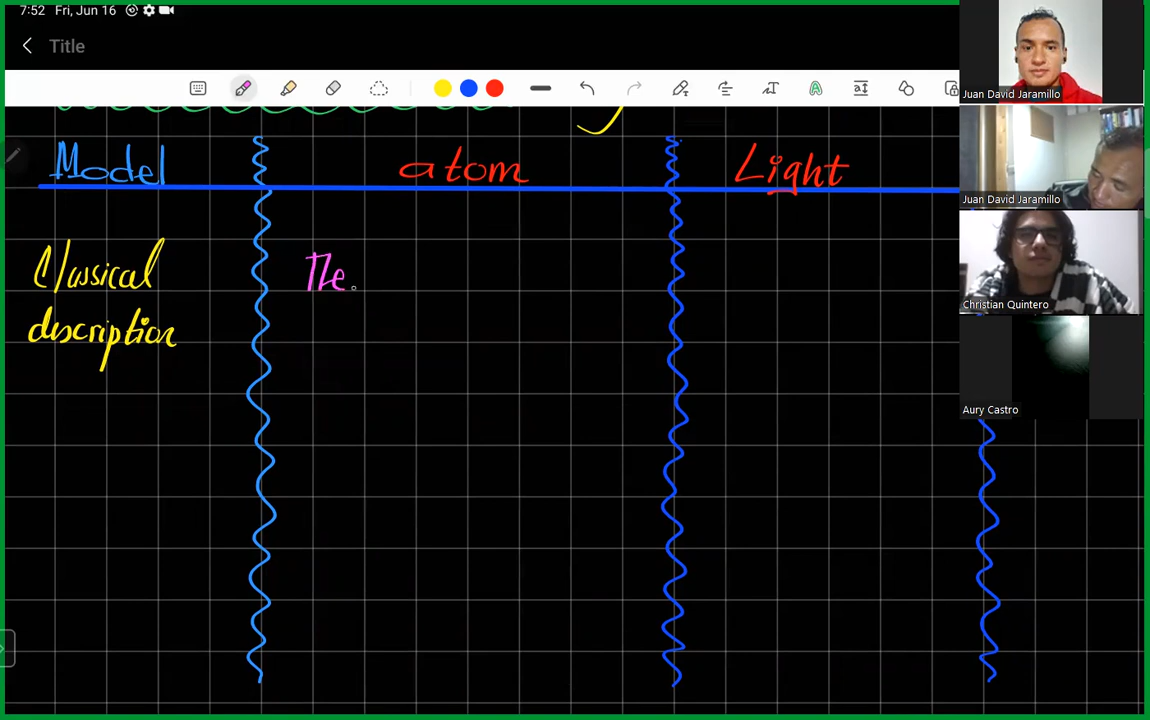 7:52 Fri, Jun 16
Title
Model atom Light
Classical The
description
Juan David Jaramillo
Juan David Jaramillo
Christian Quintero
Aury Castro